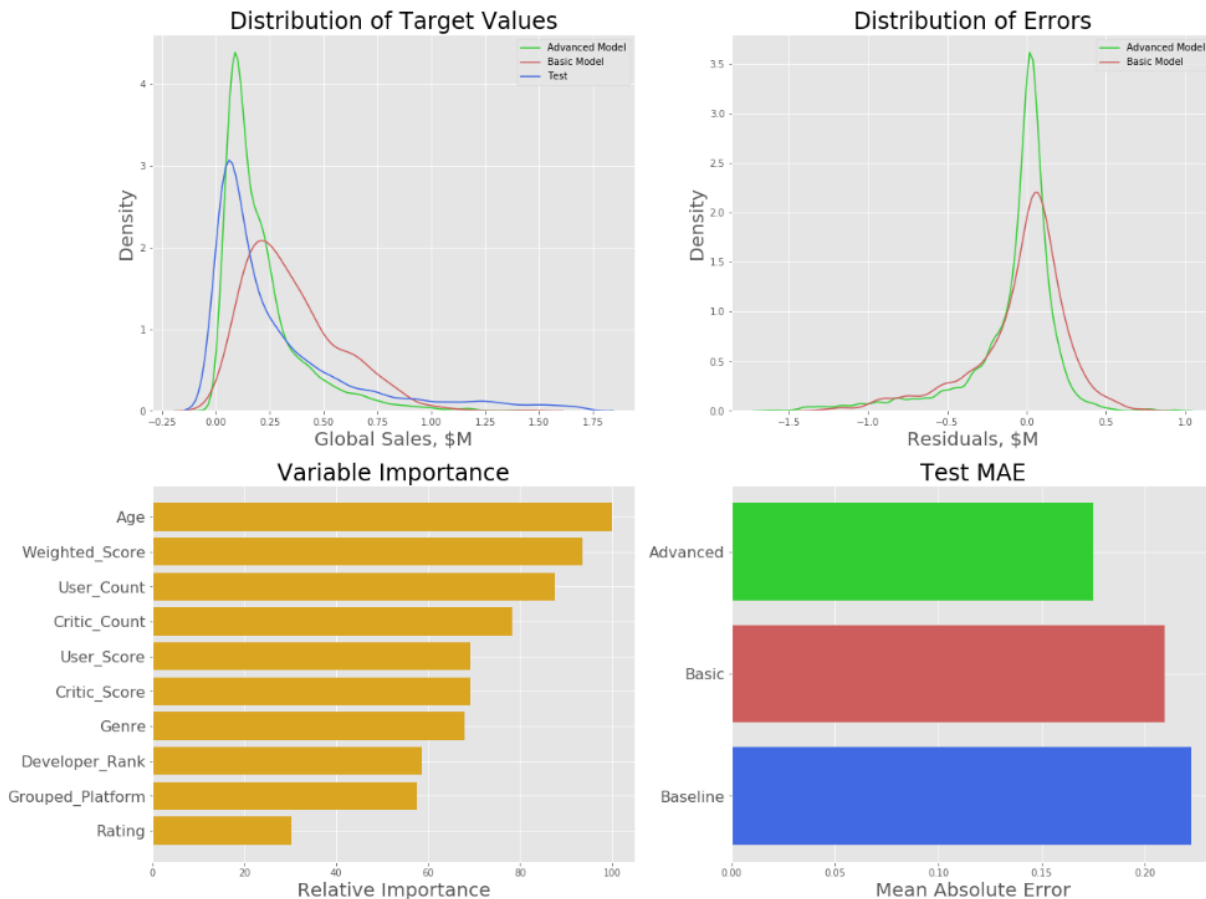 Distribution of Target Values
Advanced Model
Basic Model
Test
Density
4
3
2
1
0
−0.25 0.00 0.25 0.50 0.75 1.00 1.25 1.50 1.75
Global Sales, $M
Distribution of Errors
Advanced Model
Basic Model
Density
3.5
3.0
2.5
2.0
1.5
1.0
0.5
0.0
−1.5 −1.0 −0.5 0.0 0.5 1.0
Residuals, $M
Variable Importance
Age
Weighted_Score
User_Count
Critic_Count
User_Score
Critic_Score
Genre
Developer_Rank
Grouped_Platform
Rating
0 20 40 60 80 100
Relative Importance
Test MAE
Advanced
Basic
Baseline
0.00 0.05 0.10 0.15 0.20
Mean Absolute Error